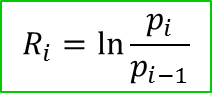 R_i = ln p_i / p_{i−1}